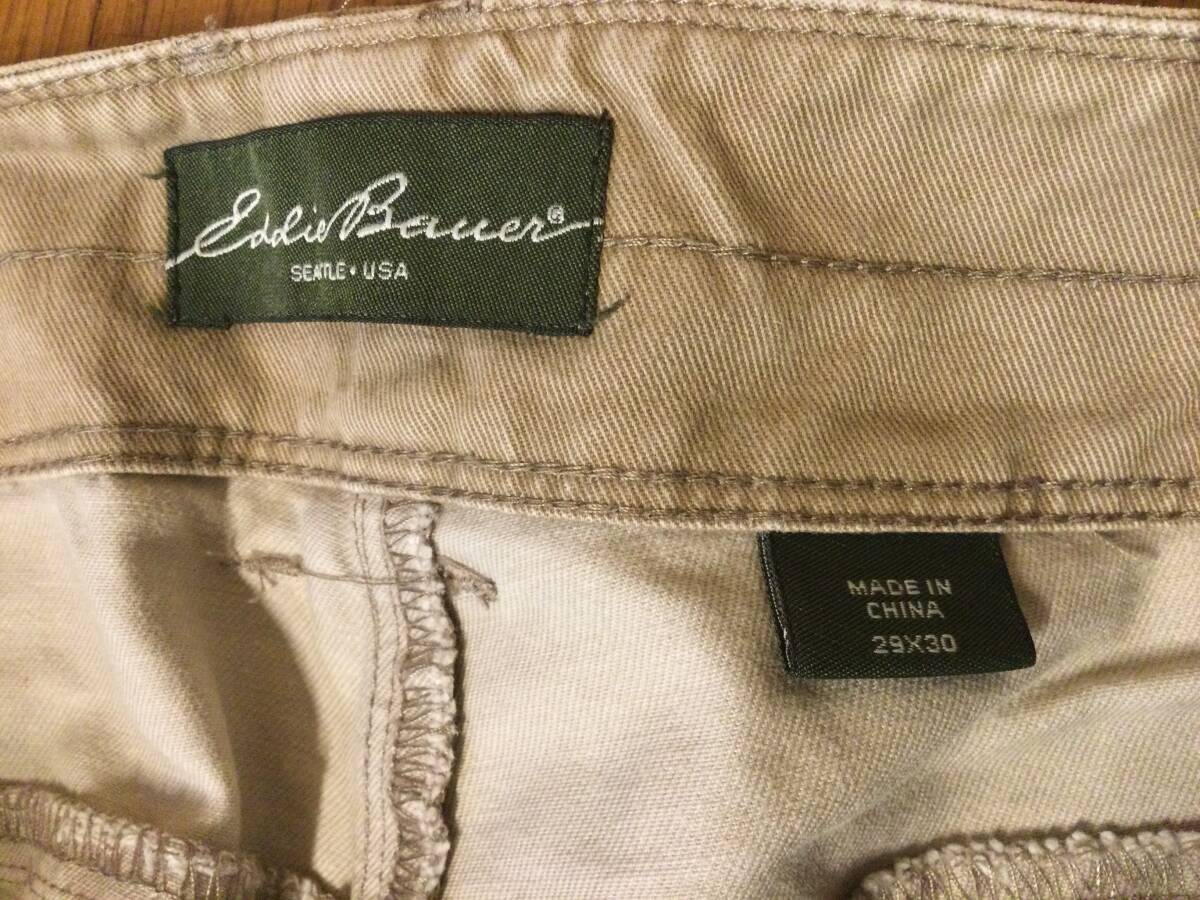 Eddie Bauer®
SEATTLE • USA
MADE IN
CHINA
29X30